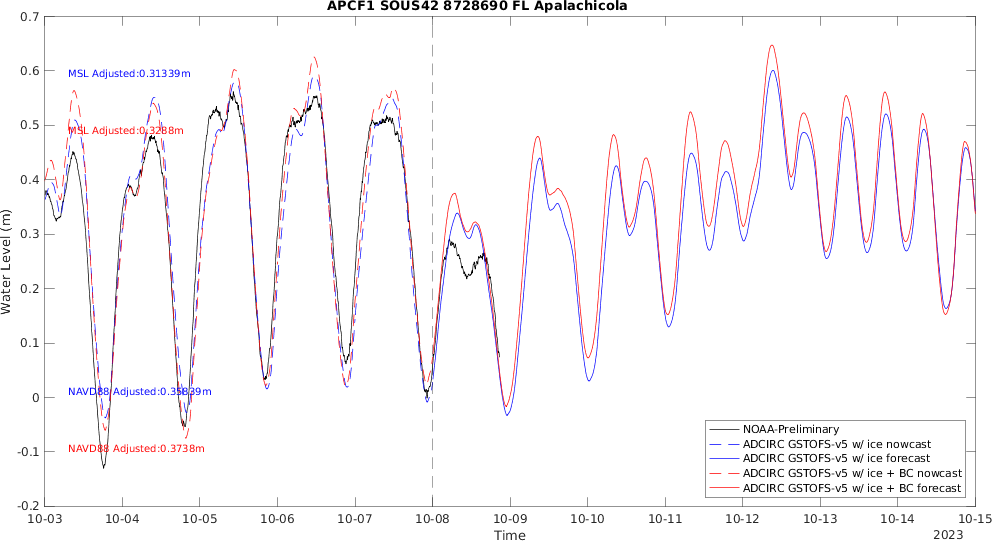 APCF1 SOUS42 8728690 FL Apalachicola
0.7
0.6
0.5
0.4
0.3
0.2
0.1
0
-0.1
-0.2
Water Level (m)
MSL Adjusted:0.31339m
MSL Adjusted:0.3288m
NAVD88 Adjusted:0.35839m
NAVD88 Adjusted:0.3738m
NOAA-Preliminary
ADCIRC GSTOFS-v5 w/ ice nowcast
ADCIRC GSTOFS-v5 w/ ice forecast
ADCIRC GSTOFS-v5 w/ ice + BC nowcast
ADCIRC GSTOFS-v5 w/ ice + BC forecast
10-03 10-04 10-05 10-06 10-07 10-08 10-09 10-10 10-11 10-12 10-13 10-14 10-15
Time
2023